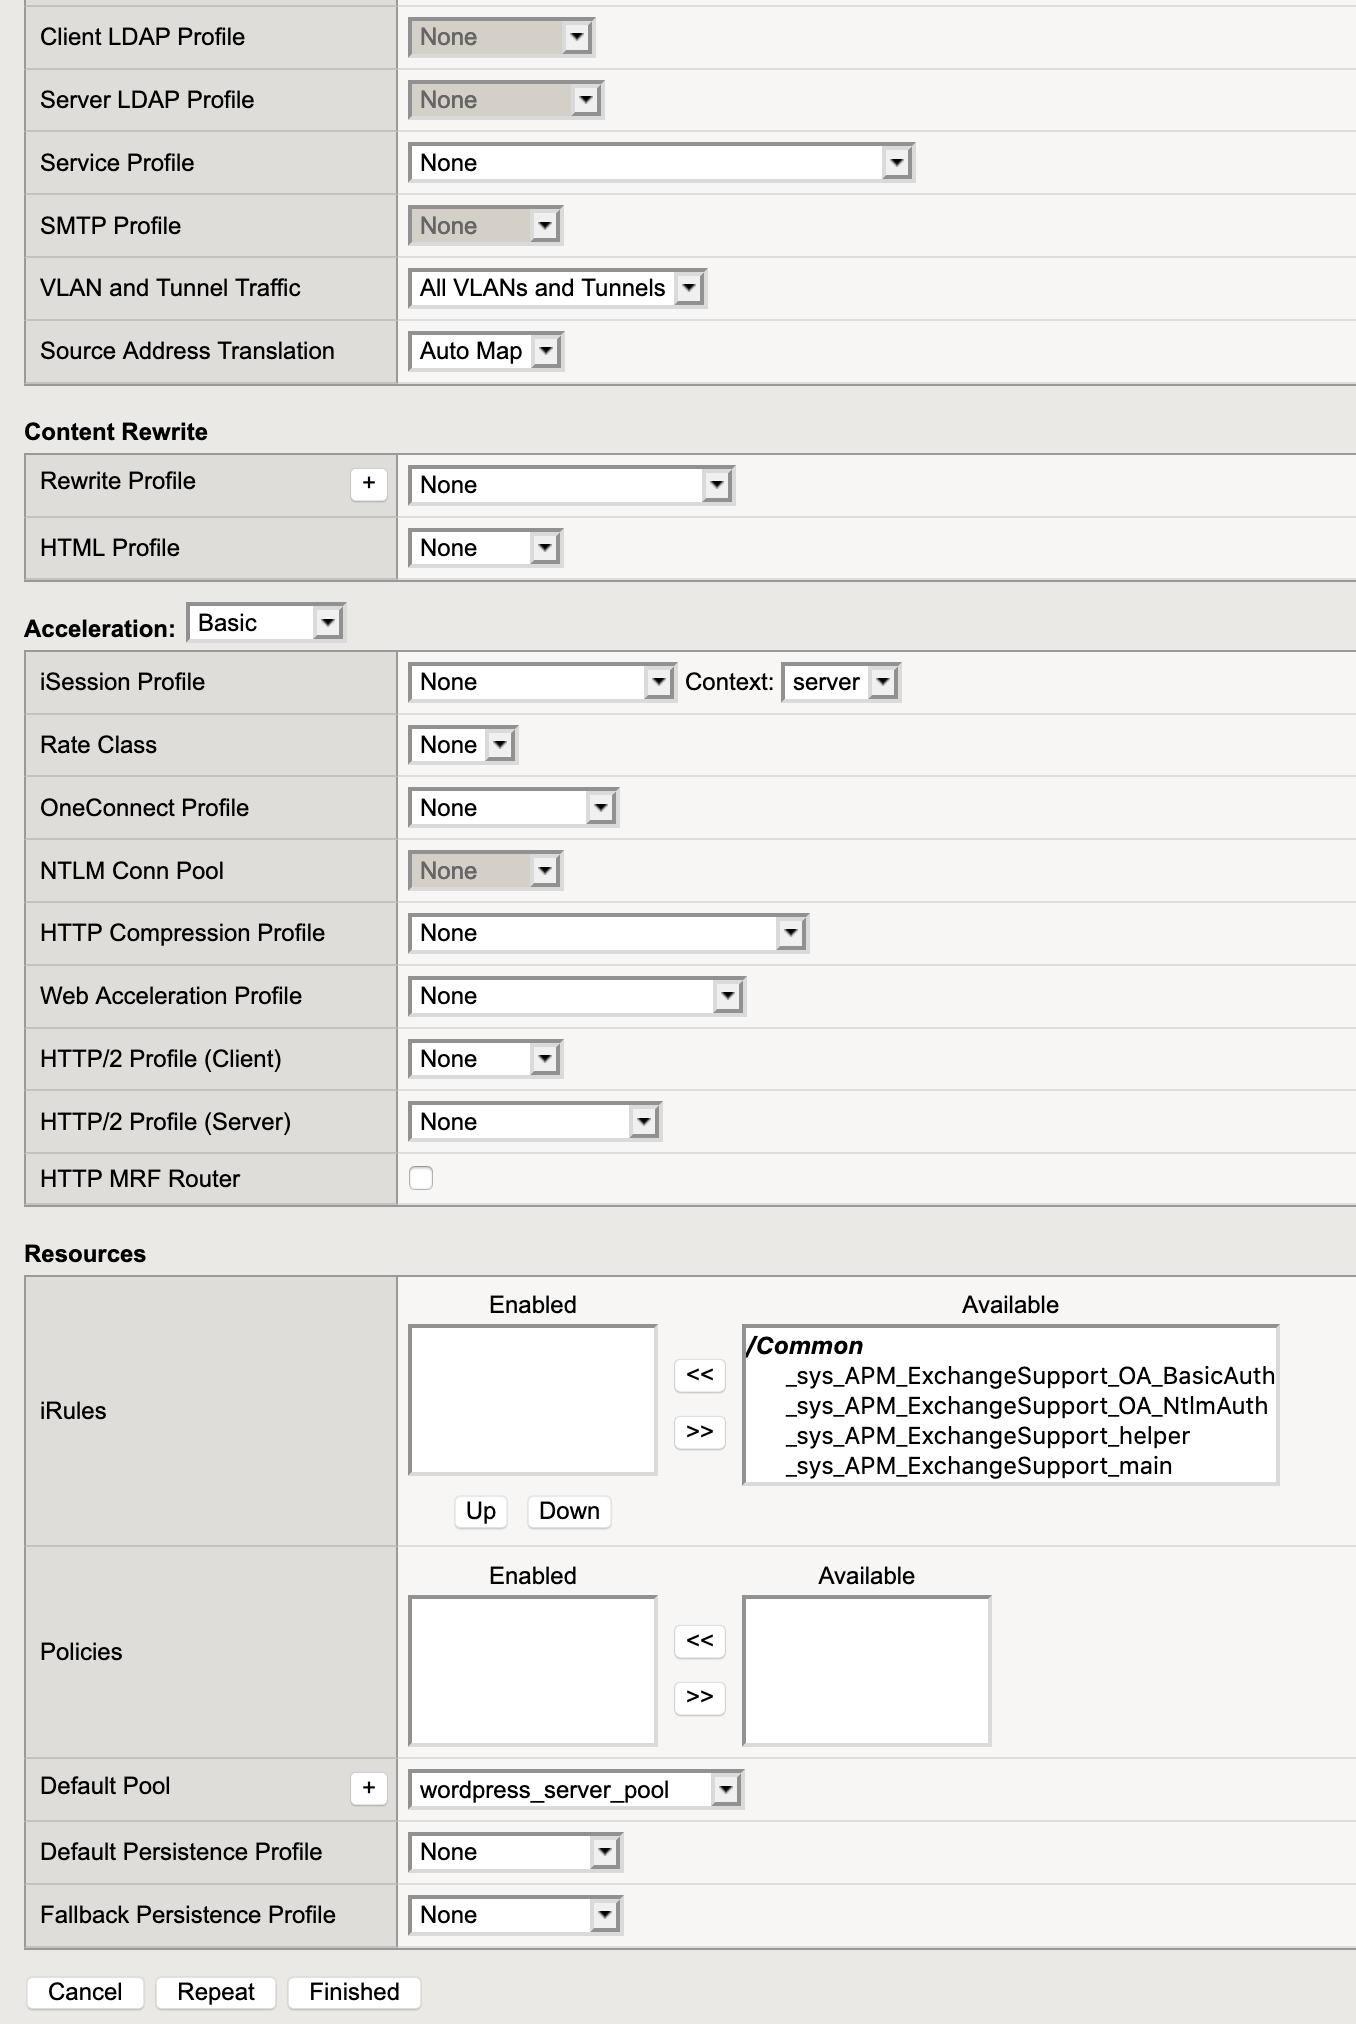 Client LDAP Profile None
Server LDAP Profile None
Service Profile None
SMTP Profile None
VLAN and Tunnel Traffic All VLANs and Tunnels
Source Address Translation Auto Map
Content Rewrite
Rewrite Profile + None
HTML Profile None
Acceleration: Basic
iSession Profile None Context: server
Rate Class None
OneConnect Profile None
NTLM Conn Pool None
HTTP Compression Profile None
Web Acceleration Profile None
HTTP/2 Profile (Client) None
HTTP/2 Profile (Server) None
HTTP MRF Router
Resources
iRules
Enabled Available
/Common
_sys_APM_ExchangeSupport_OA_BasicAuth
<< _sys_APM_ExchangeSupport_OA_NtlmAuth
>> _sys_APM_ExchangeSupport_helper
_sys_APM_ExchangeSupport_main
Up Down
Policies
Enabled Available
<<
>>
Default Pool + wordpress_server_pool
Default Persistence Profile None
Fallback Persistence Profile None
Cancel Repeat Finished